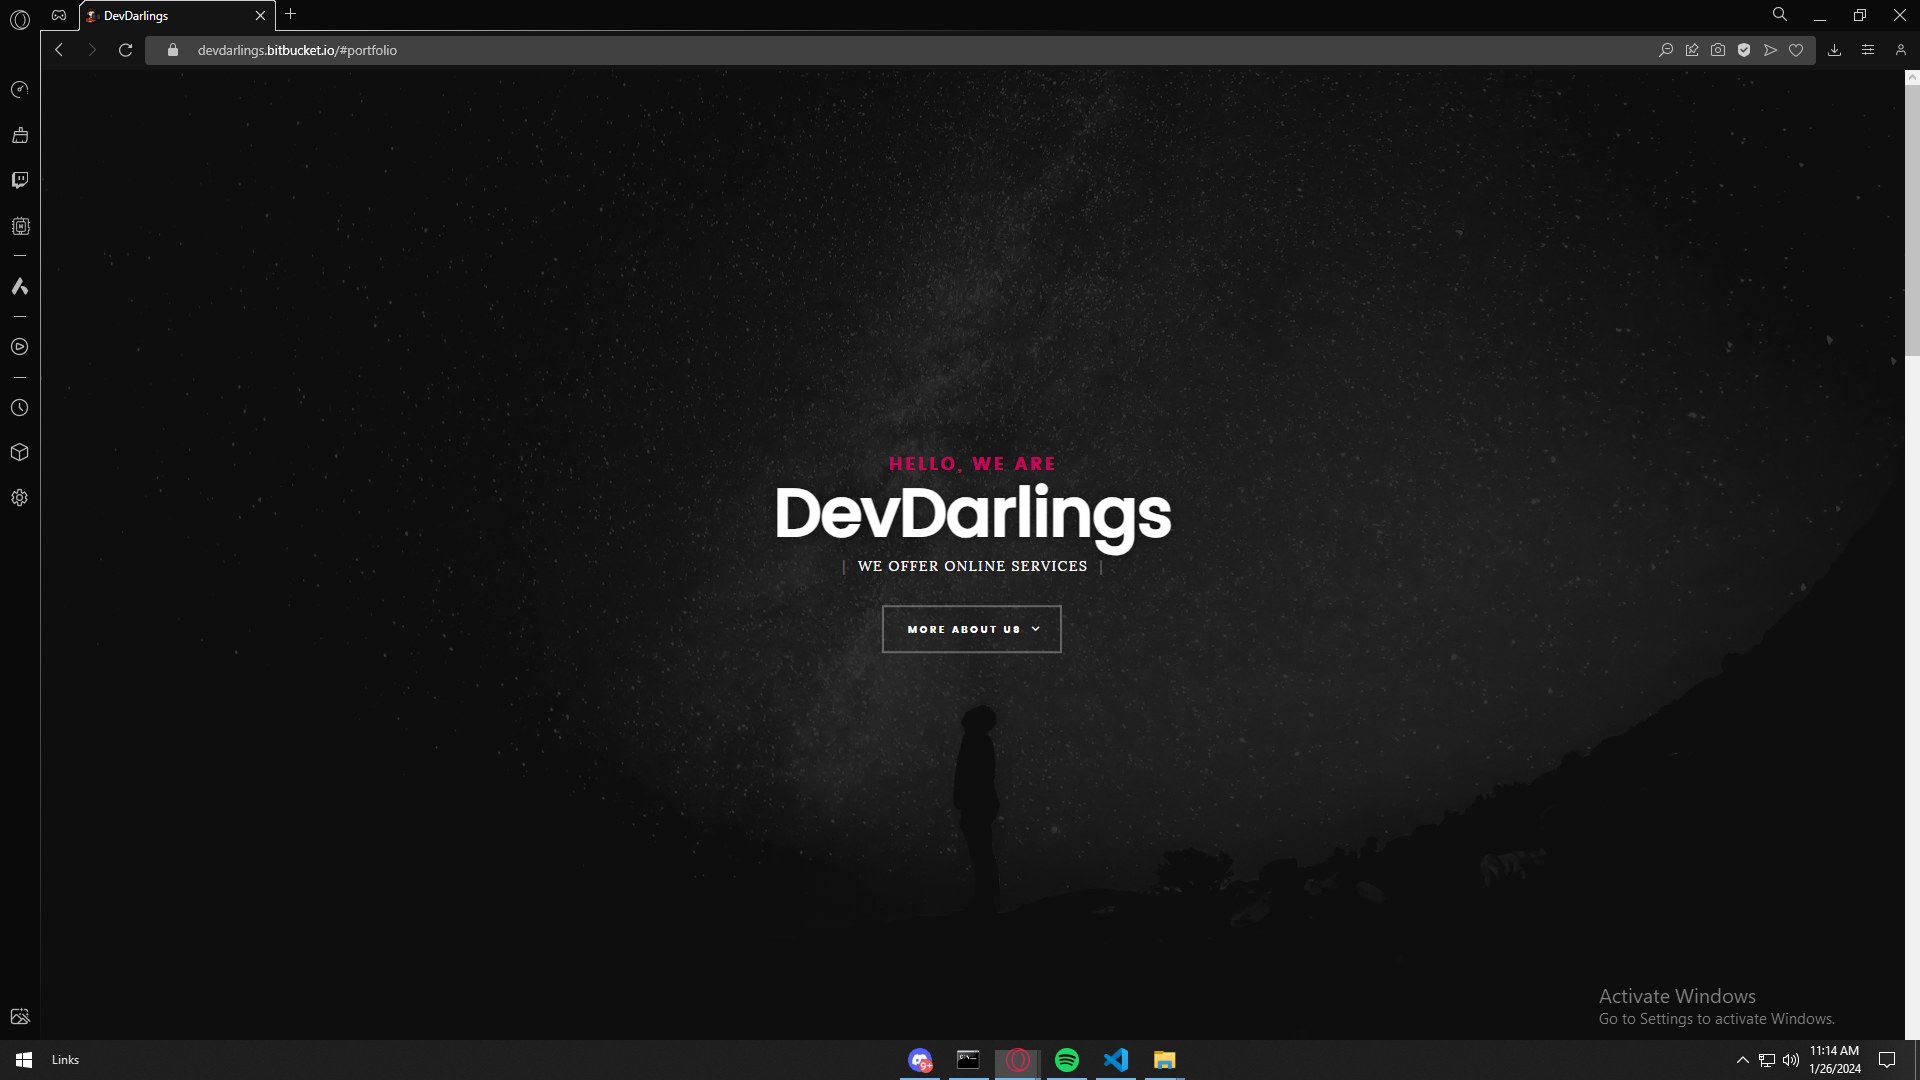 DevDarlings
devdarlings.bitbucket.io/#portfolio
HELLO, WE ARE
DevDarlings
| WE OFFER ONLINE SERVICES |
MORE ABOUT US
Activate Windows
Go to Settings to activate Windows.
Links
9+
11:14 AM
1/26/2024